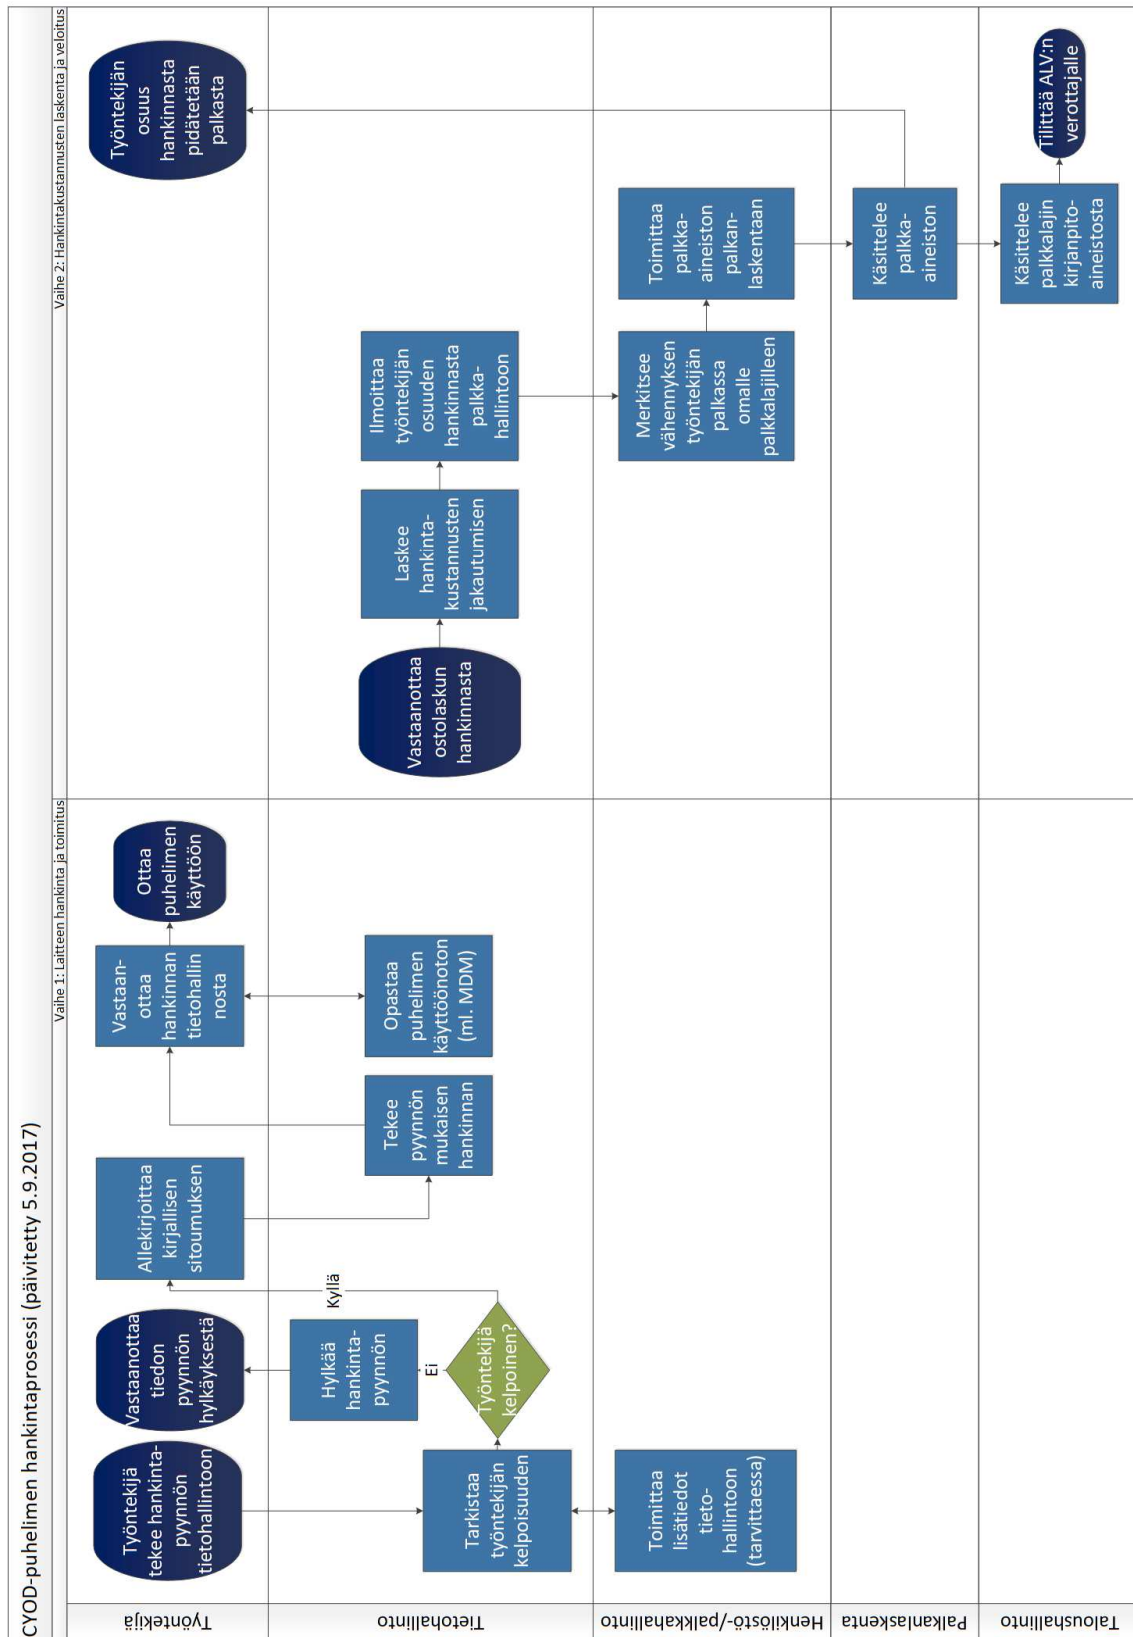 CYOD-puhelimen hankintaprosessi (päivitetty 5.9.2017)
Vaihe 1: Laitteen hankinta ja toimitus
Vaihe 2: Hankintakustannusten laskenta ja veloitus
Työntekijä
Työntekijä
tekee hankinta-
pyynnön
tietohallintoon
Vastaanottaa
tiedon
pyynnön
hylkäyksestä
Allekirjoittaa
kirjallisen
sitoumuksen
Vastaan-
ottaa
hankinnan
tietohallin
nosta
Ottaa
puhelimen
käyttöön
Työntekijän
osuus
hankinnasta
pidätetään
palkasta
Tietohallinto
Tarkistaa
työntekijän
kelpoisuuden
Hylkää
hankinta-
pyynnön
Ei
Työntekijä
kelpoinen?
Kyllä
Tekee
pyynnön
mukaisen
hankinnan
Opastaa
puhelimen
käyttöönoton
(ml. MDM)
Vastaanottaa
ostolaskun
hankinnasta
Laskee
hankinta-
kustannusten
jakautumisen
Ilmoittaa
työntekijän
osuuden
hankinnasta
palkka-
hallintoon
Henkilöstö-/palkkahallinto
Toimittaa
lisätiedot
tieto-
hallintoon
(tarvittaessa)
Merkitsee
vähennyksen
työntekijän
palkassa
omalle
palkkalajilleen
Toimittaa
palkka-
aineiston
palkan-
laskentaan
Palkanlaskenta
Käsittelee
palkka-
aineiston
Taloushallinto
Käsittelee
palkkalajin
kirjanpito-
aineistosta
Tilittää ALV:n
verottajalle